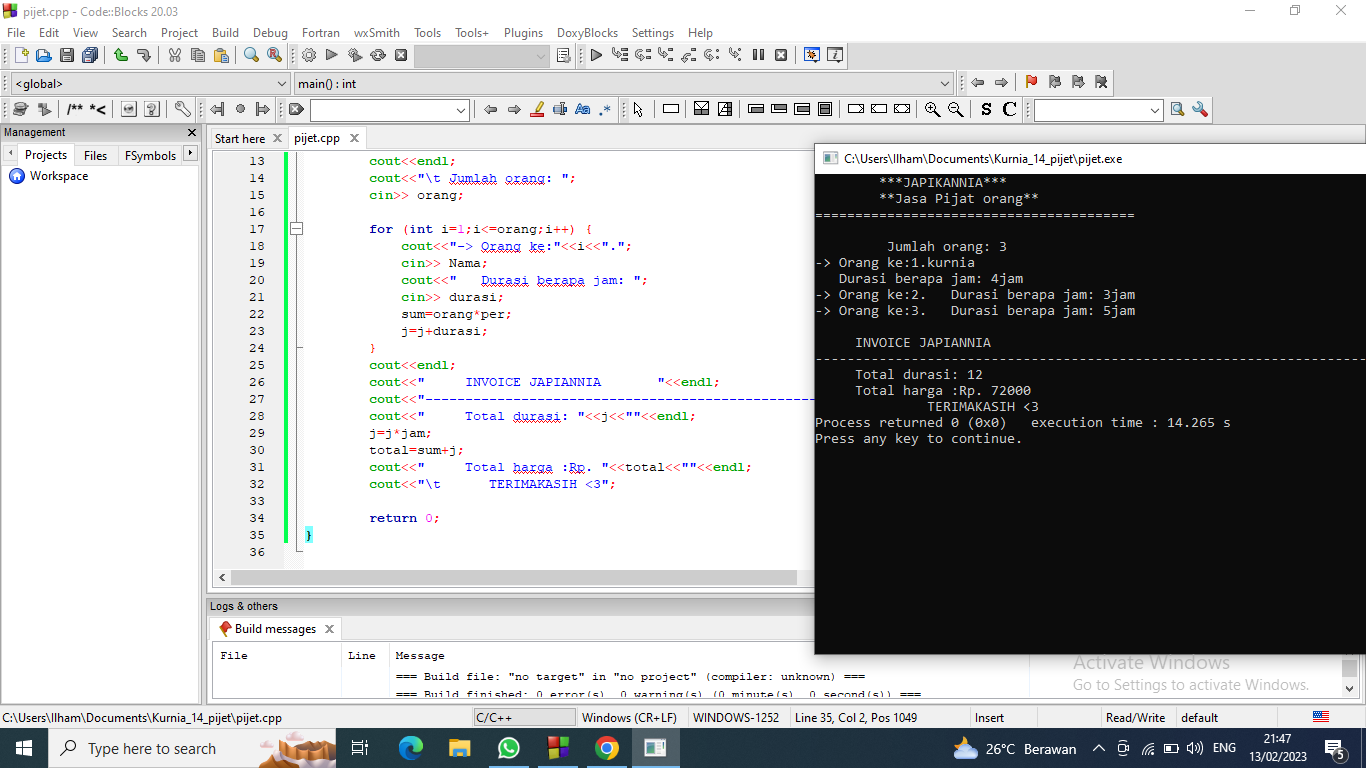 pijet.cpp - Code::Blocks 20.03
File Edit View Search Project Build Debug Fortran wxSmith Tools Tools+ Plugins DoxyBlocks Settings Help
<global> main() : int
/** *< Aa .* S C
Management
Projects Files FSymbols
Workspace
Start here pijet.cpp
13 cout<<endl;
14 cout<<"\t Jumlah orang: ";
15 cin>> orang;
16
17 for (int i=1;i<=orang;i++) {
18 cout<<"-> Orang ke:"<<i<<".";
19 cin>> Nama;
20 cout<<"   Durasi berapa jam: ";
21 cin>> durasi;
22 sum=orang*per;
23 j=j+durasi;
24 }
25 cout<<endl;
26 cout<<"     INVOICE JAPIANNIA       "<<endl;
27 cout<<"-------------------------------------------------
28 cout<<"     Total durasi: "<<j<<""<<endl;
29 j=j*jam;
30 total=sum+j;
31 cout<<"     Total harga :Rp. "<<total<<""<<endl;
32 cout<<"\t      TERIMAKASIH <3";
33
34 return 0;
35 }
36
C:\Users\Ilham\Documents\Kurnia_14_pijet\pijet.exe
***JAPIKANNIA***
**Jasa Pijat orang**
========================================
Jumlah orang: 3
-> Orang ke:1.kurnia
Durasi berapa jam: 4jam
-> Orang ke:2.   Durasi berapa jam: 3jam
-> Orang ke:3.   Durasi berapa jam: 5jam
INVOICE JAPIANNIA
---------------------------------------------------------------------
Total durasi: 12
Total harga :Rp. 72000
TERIMAKASIH <3
Process returned 0 (0x0)   execution time : 14.265 s
Press any key to continue.
Logs & others
Build messages
File Line Message
=== Build file: "no target" in "no project" (compiler: unknown) ===
=== Build finished: 0 error(s), 0 warning(s) (0 minute(s), 0 second(s)) ===
Activate Windows
Go to Settings to activate Windows.
C:\Users\Ilham\Documents\Kurnia_14_pijet\pijet.cpp C/C++ Windows (CR+LF) WINDOWS-1252 Line 35, Col 2, Pos 1049 Insert Read/Write default
Type here to search
26°C Berawan ENG
21:47
13/02/2023
5